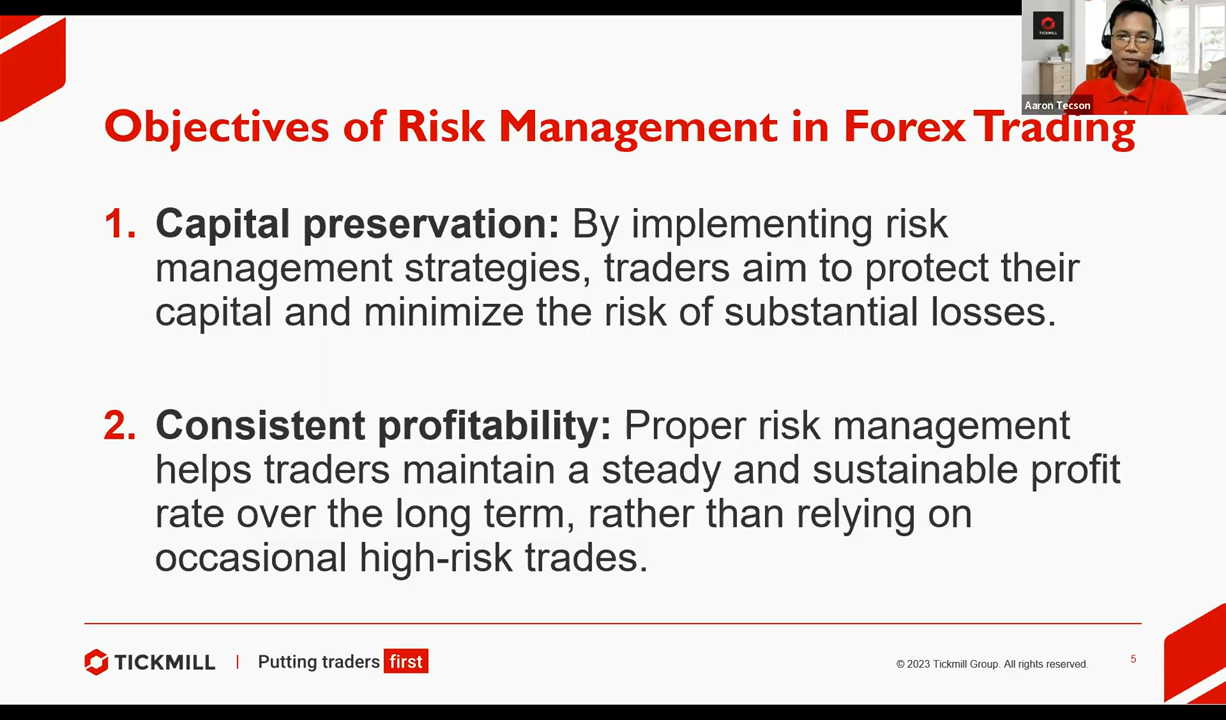 TICKMILL
Aaron Tecson
Objectives of Risk Management in Forex Trading
1. Capital preservation: By implementing risk
management strategies, traders aim to protect their
capital and minimize the risk of substantial losses.
2. Consistent profitability: Proper risk management
helps traders maintain a steady and sustainable profit
rate over the long term, rather than relying on
occasional high-risk trades.
TICKMILL | Putting traders first
© 2023 Tickmill Group. All rights reserved.
5